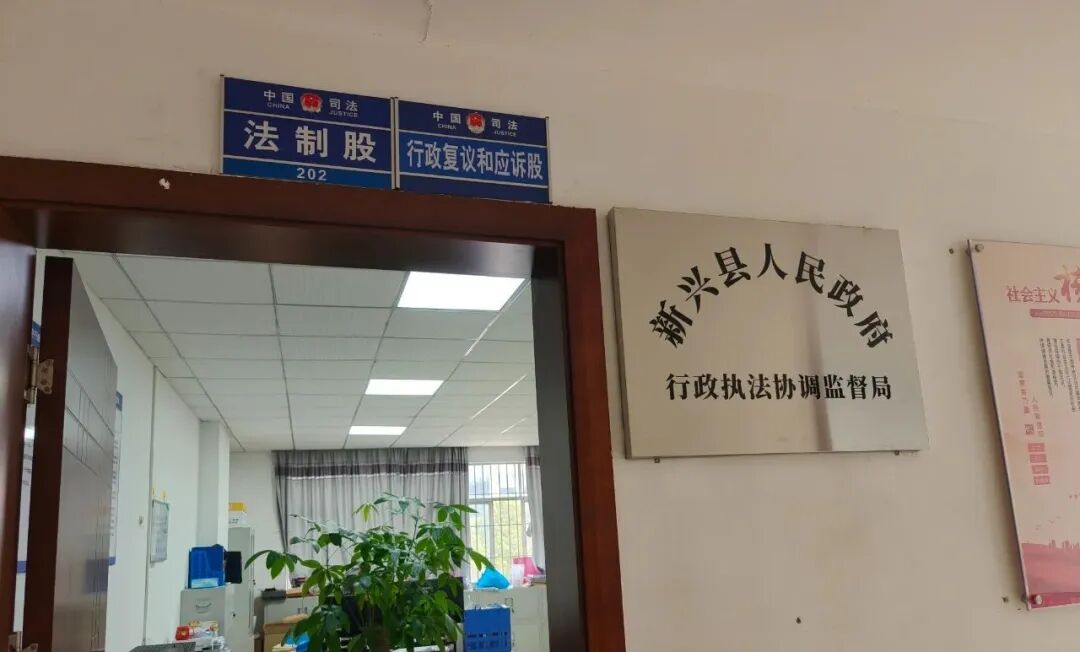 中国 司法
CHINA JUSTICE
法制股
202
中国 司法
CHINA JUSTICE
行政复议和应诉股
新兴县人民政府
行政执法协调监督局
社会主义